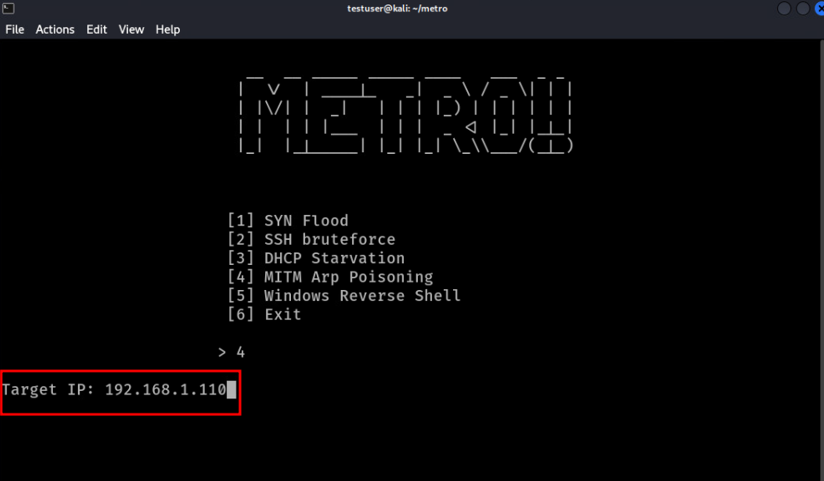 testuser@kali: ~/metro
File Actions Edit View Help
METRO!!
[1] SYN Flood
[2] SSH bruteforce
[3] DHCP Starvation
[4] MITM Arp Poisoning
[5] Windows Reverse Shell
[6] Exit
> 4
Target IP: 192.168.1.110